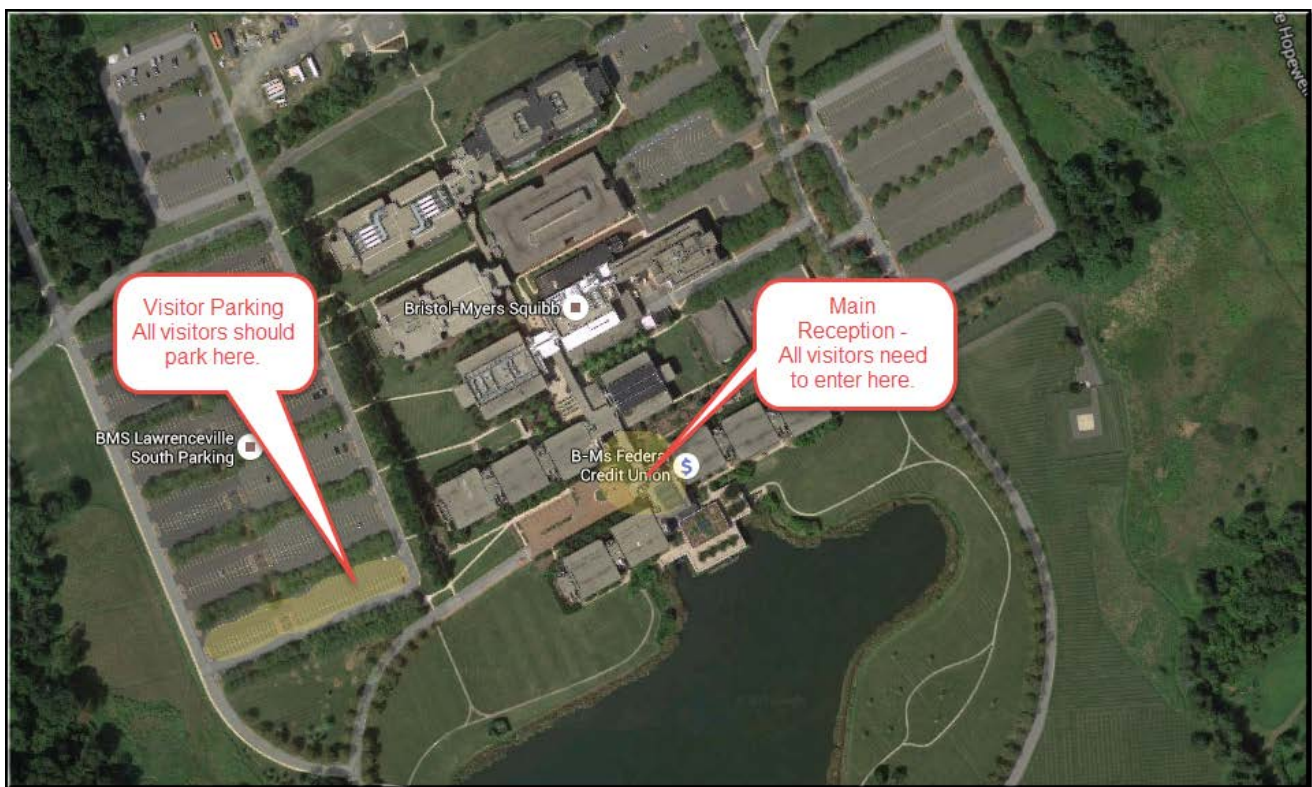 Visitor Parking
All visitors should
park here.
Main
Reception -
All visitors need
to enter here.
Bristol-Myers Squibb
BMS Lawrenceville
South Parking
B-Ms Federal
Credit Union
$